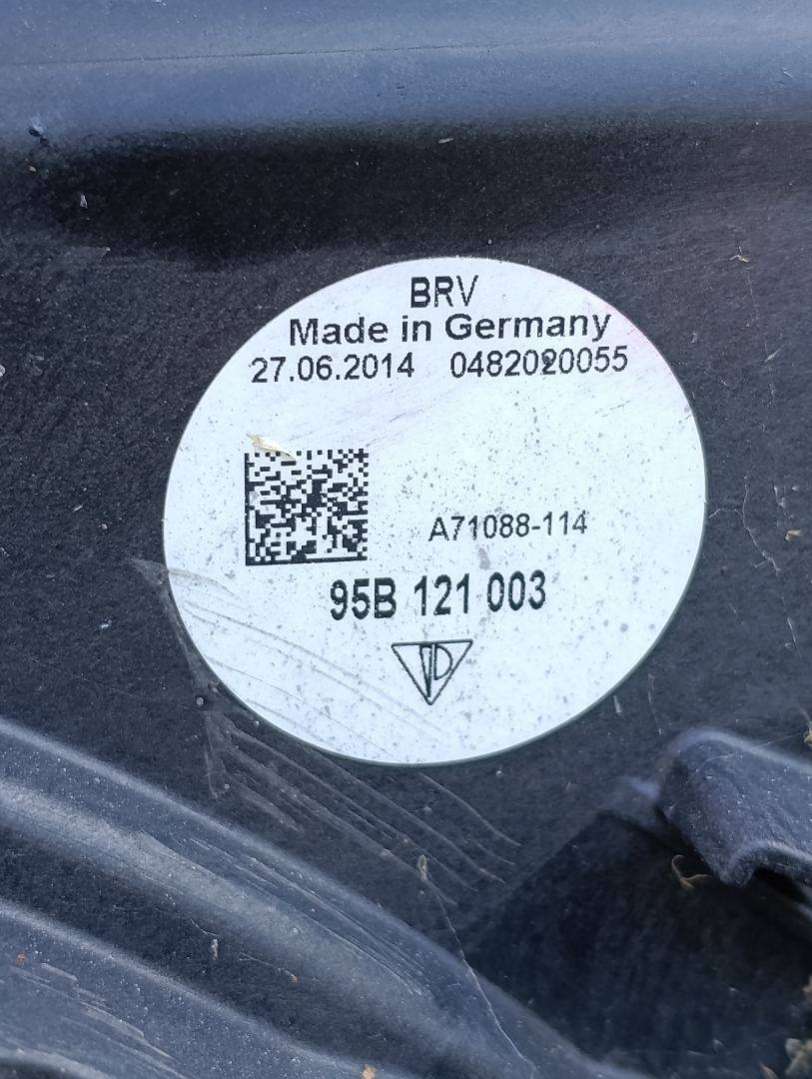 BRV
Made in Germany
27.06.2014 0482020055
A71088-114
95B 121 003